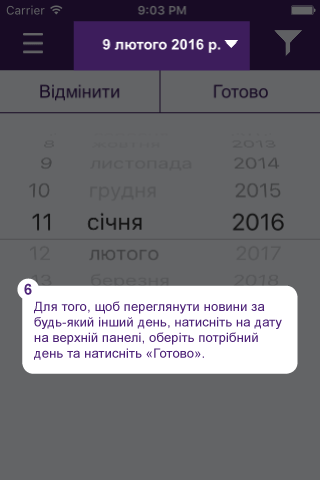 Carrier 9:03 PM
9 лютого 2016 р.
Відмінити Готово
8 жовтня 2013
9 листопада 2014
10 грудня 2015
11 січня 2016
12 лютого 2017
13 березня 2018
6
Для того, щоб переглянути новини за
будь-який інший день, натисніть на дату
на верхній панелі, оберіть потрібний
день та натисніть «Готово».